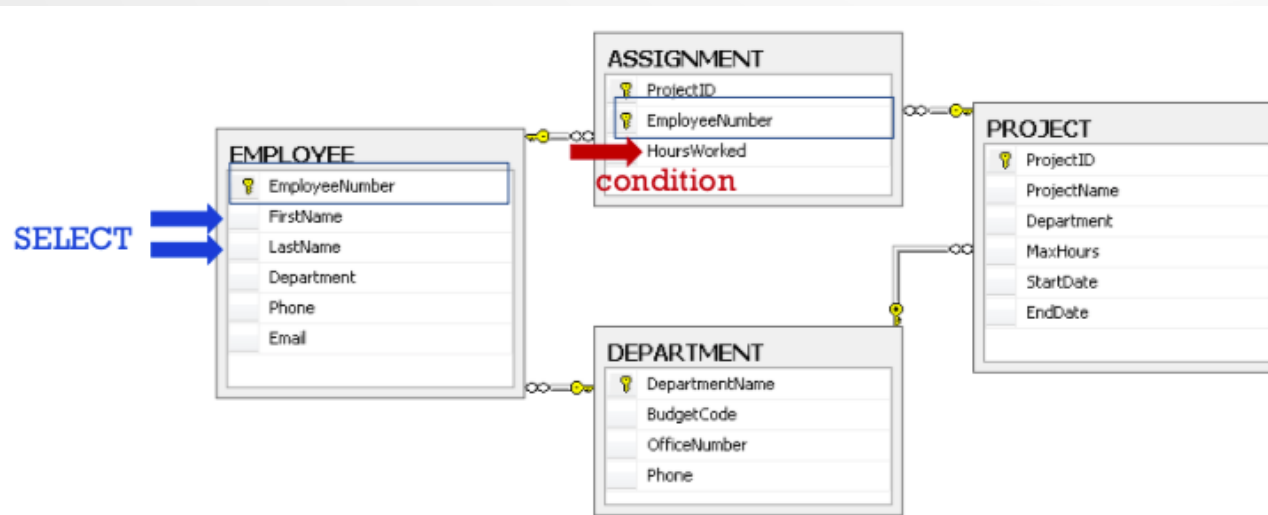 ASSIGNMENT
ProjectID
EmployeeNumber
HoursWorked
condition
EMPLOYEE
EmployeeNumber
FirstName
LastName
Department
Phone
Email
SELECT
PROJECT
ProjectID
ProjectName
Department
MaxHours
StartDate
EndDate
DEPARTMENT
DepartmentName
BudgetCode
OfficeNumber
Phone